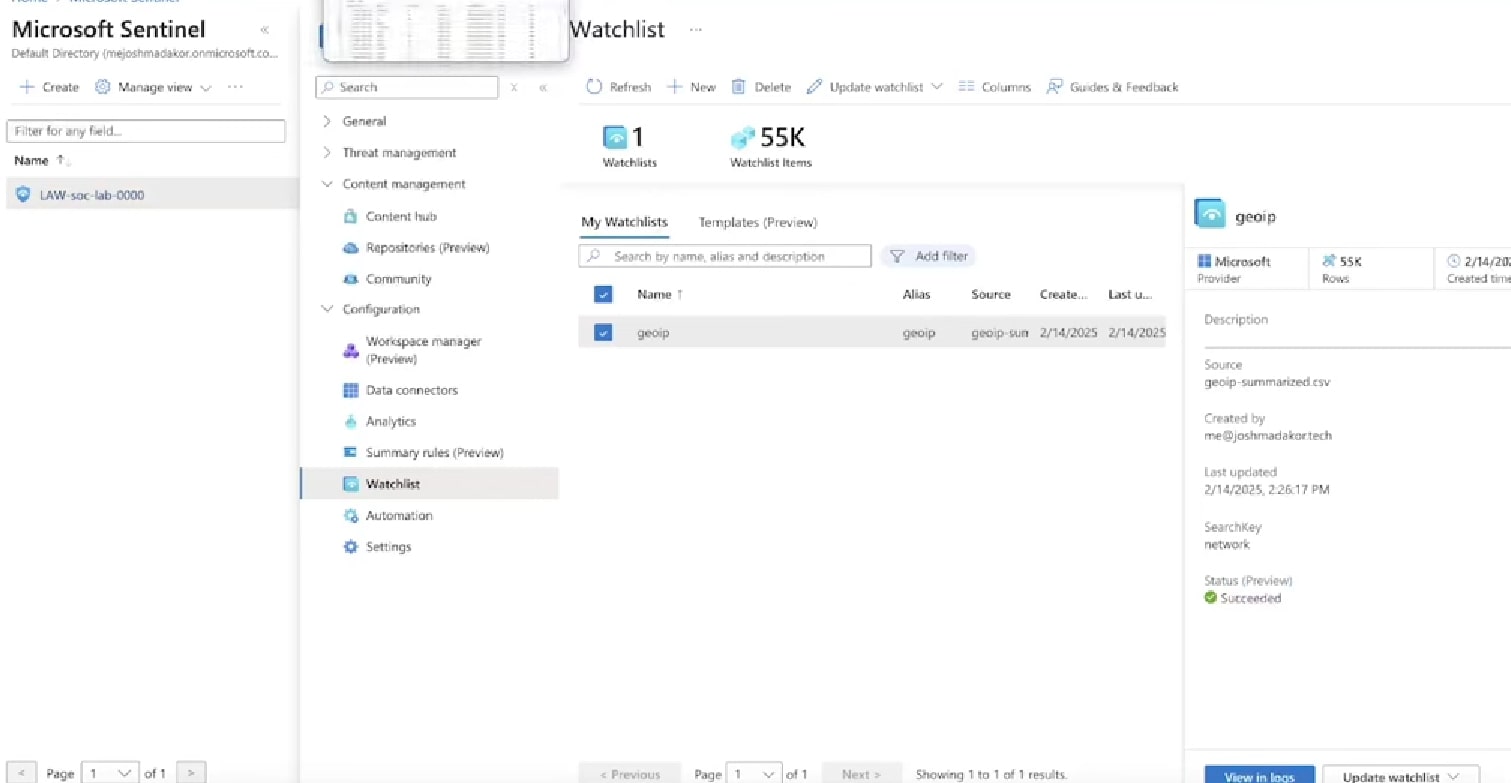 Home > Microsoft Sentinel
Microsoft Sentinel
«
Default Directory (mejoshmadakor.onmicrosoft.co...
Create
Manage view
...
Filter for any field...
Name ↑
LAW-soc-lab-0000
< Page 1 of 1 >
Watchlist ...
Search
«
General
Threat management
Content management
Content hub
Repositories (Preview)
Community
Configuration
Workspace manager
(Preview)
Data connectors
Analytics
Summary rules (Preview)
Watchlist
Automation
Settings
Refresh
New
Delete
Update watchlist
Columns
Guides & Feedback
1
Watchlists
55K
Watchlist Items
My Watchlists
Templates (Preview)
Search by name, alias and description
Add filter
Name ↑ Alias Source Create... Last u...
geoip geoip geoip-sum 2/14/2025 2/14/2025
< Previous Page 1 of 1 Next > Showing 1 to 1 of 1 results.
geoip
Microsoft
Provider
55K
Rows
2/14/202
Created time
Description
Source
geoip-summarized.csv
Created by
me@joshmadakor.tech
Last updated
2/14/2025, 2:26:17 PM
SearchKey
network
Status (Preview)
Succeeded
View in logs
Update watchlist